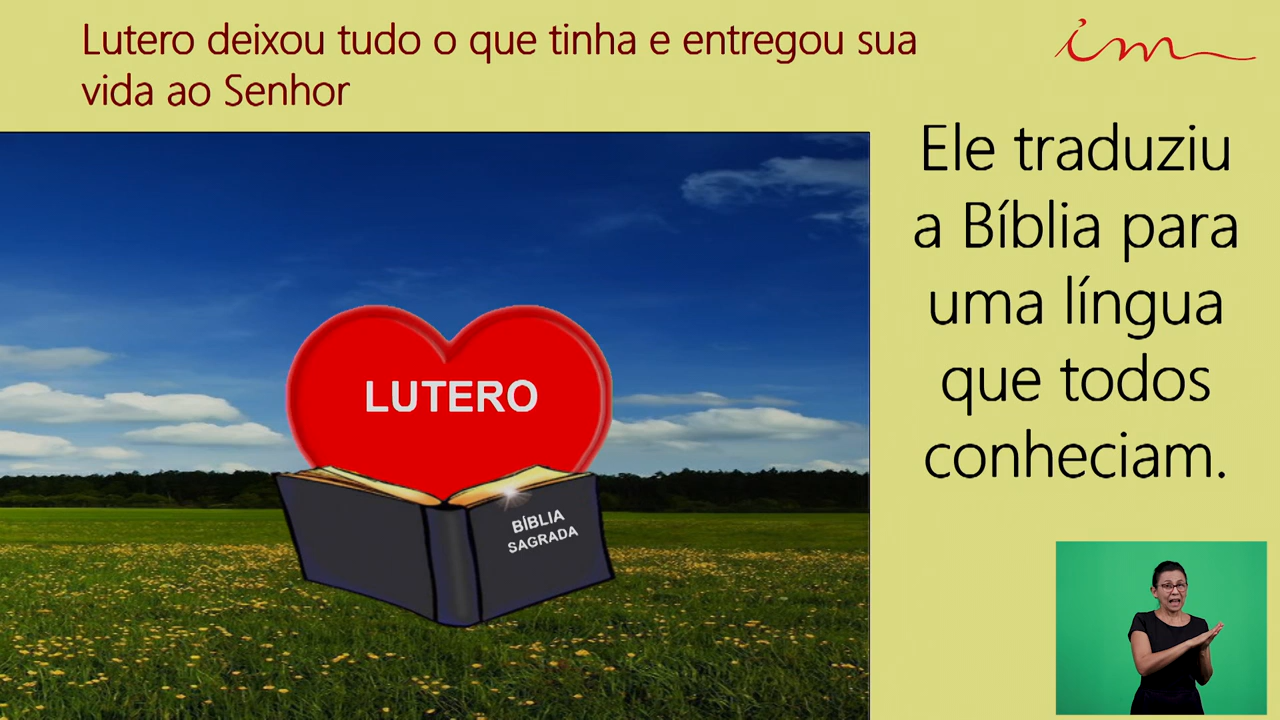 Lutero deixou tudo o que tinha e entregou sua
vida ao Senhor
im
Ele traduziu
a Bíblia para
uma língua
que todos
conheciam.
LUTERO
BÍBLIA
SAGRADA